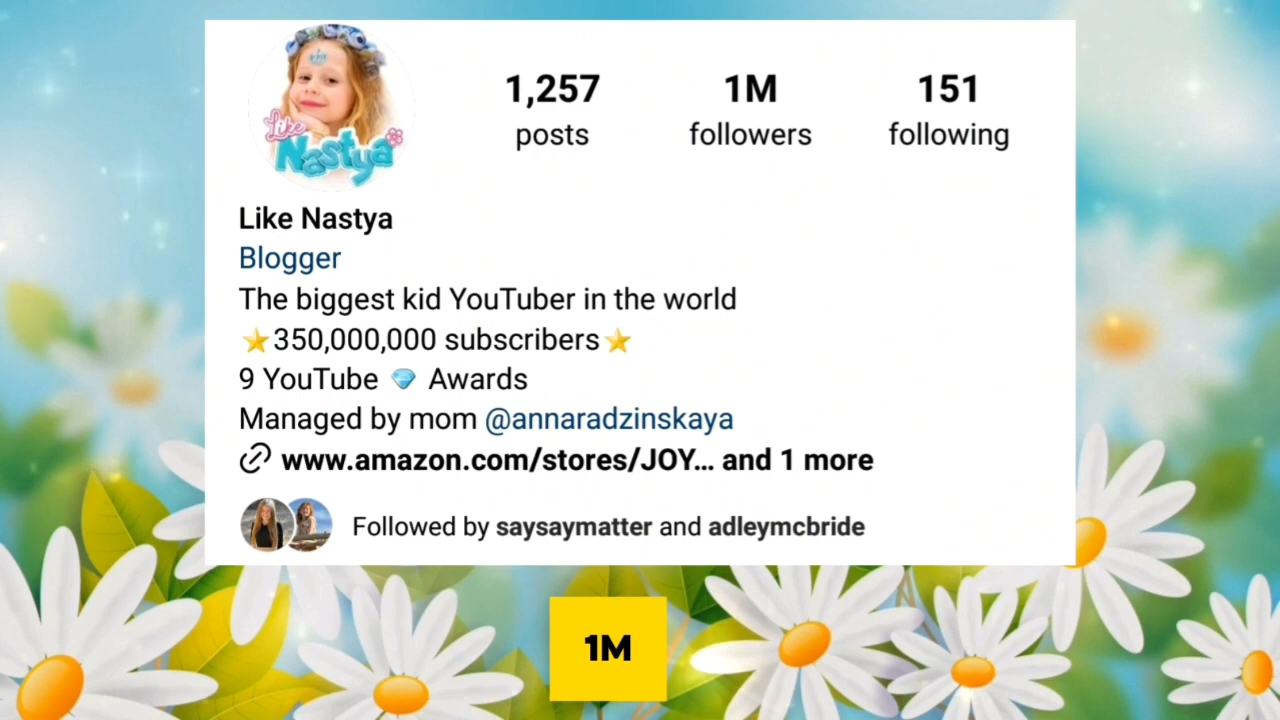 Like
Nastya
1,257 1M 151
posts followers following
Like Nastya
Blogger
The biggest kid YouTuber in the world
⭐350,000,000 subscribers⭐
9 YouTube 💎 Awards
Managed by mom @annaradzinskaya
www.amazon.com/stores/JOY... and 1 more
Followed by saysaymatter and adleymcbride
1M